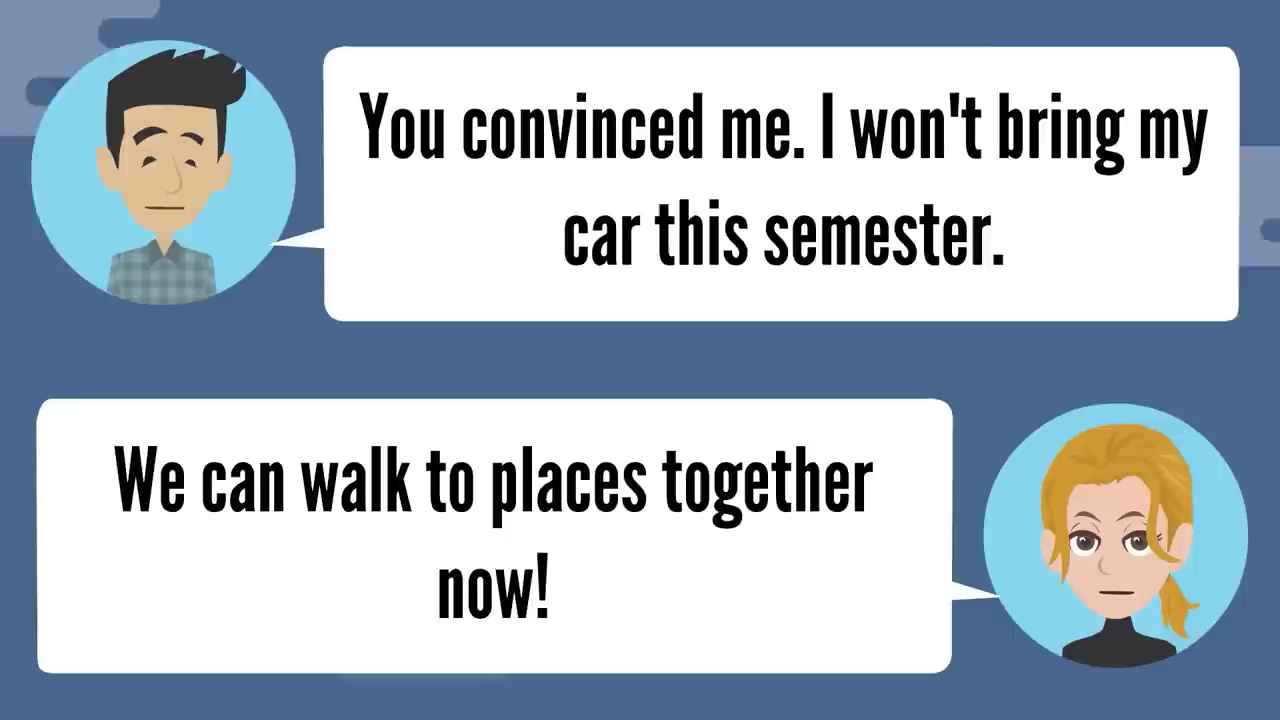 You convinced me. I won't bring my
car this semester.
We can walk to places together
now!